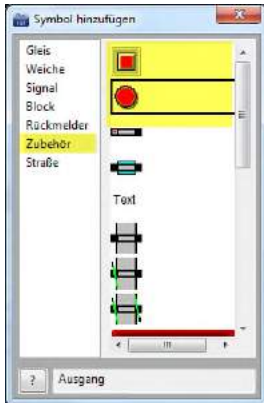 Symbol hinzufügen
Gleis
Weiche
Signal
Block
Rückmelder
Zubehör
Straße
Text
?
Ausgang